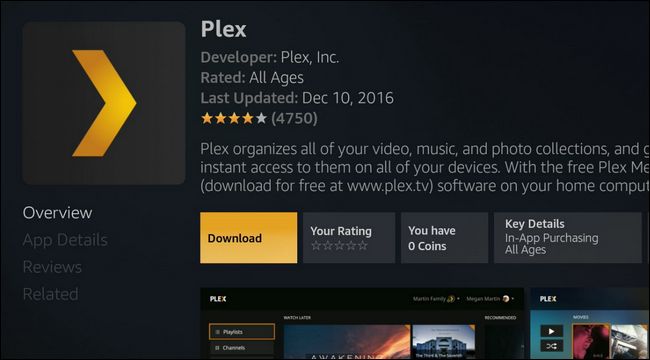 Plex
Developer: Plex, Inc.
Rated: All Ages
Last Updated: Dec 10, 2016
(4750)
Plex organizes all of your video, music, and photo collections, and g
instant access to them on all of your devices. With the free Plex Me
(download for free at www.plex.tv) software on your home comput
Overview
App Details
Reviews
Related
Download
Your Rating
You have
0 Coins
Key Details
In-App Purchasing
All Ages
PLEX
Martin Family
Megan Martin
WATCH LATER
RECOMMENDED
Playlists
Channels
AWAKENING
The Third & The Seventh
PLEX
MOVIES